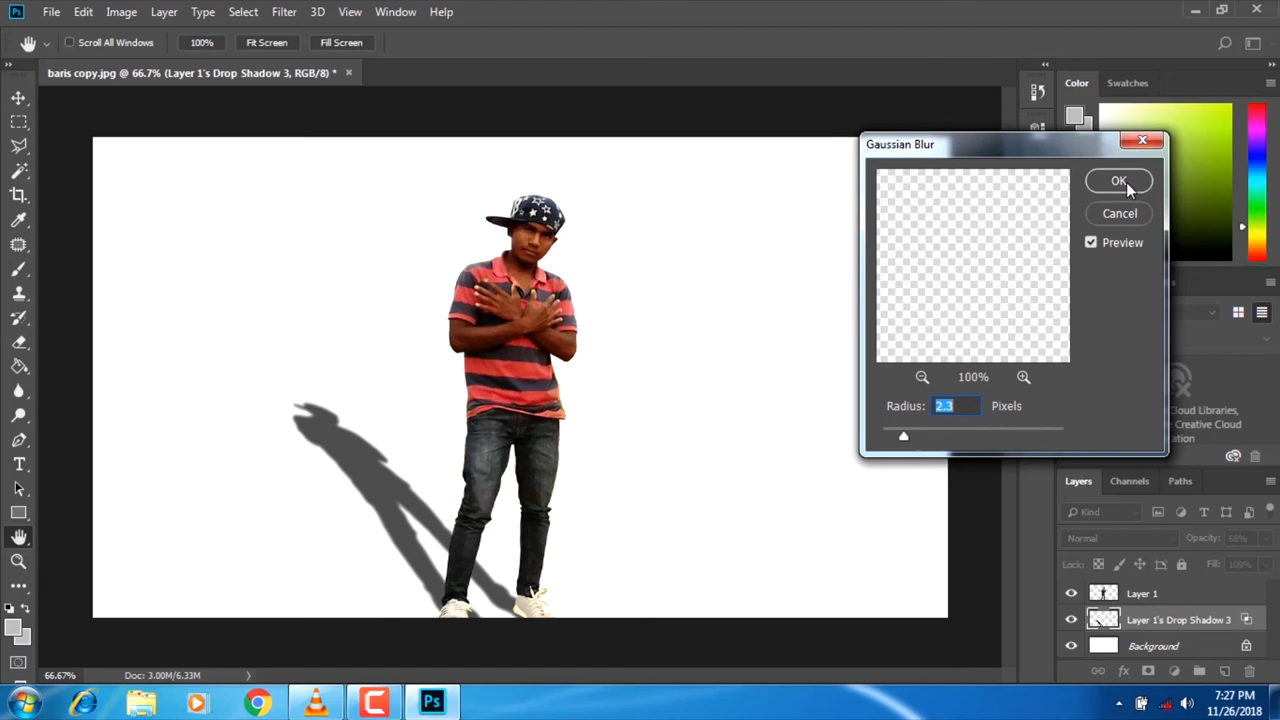 Ps File Edit Image Layer Type Select Filter 3D View Window Help
Scroll All Windows 100% Fit Screen Fill Screen
baris copy.jpg @ 66.7% (Layer 1's Drop Shadow 3, RGB/8) *
Color Swatches
Gaussian Blur
OK
Cancel
Preview
100%
Radius: 2.3 Pixels
Cloud Libraries,
Creative Cloud
Layers Channels Paths
Kind
Normal Opacity: 68%
Lock: Fill: 100%
Layer 1
Layer 1's Drop Shadow 3
Background
66.67% Doc: 3.00M/6.33M
Ps
7:27 PM
11/26/2018